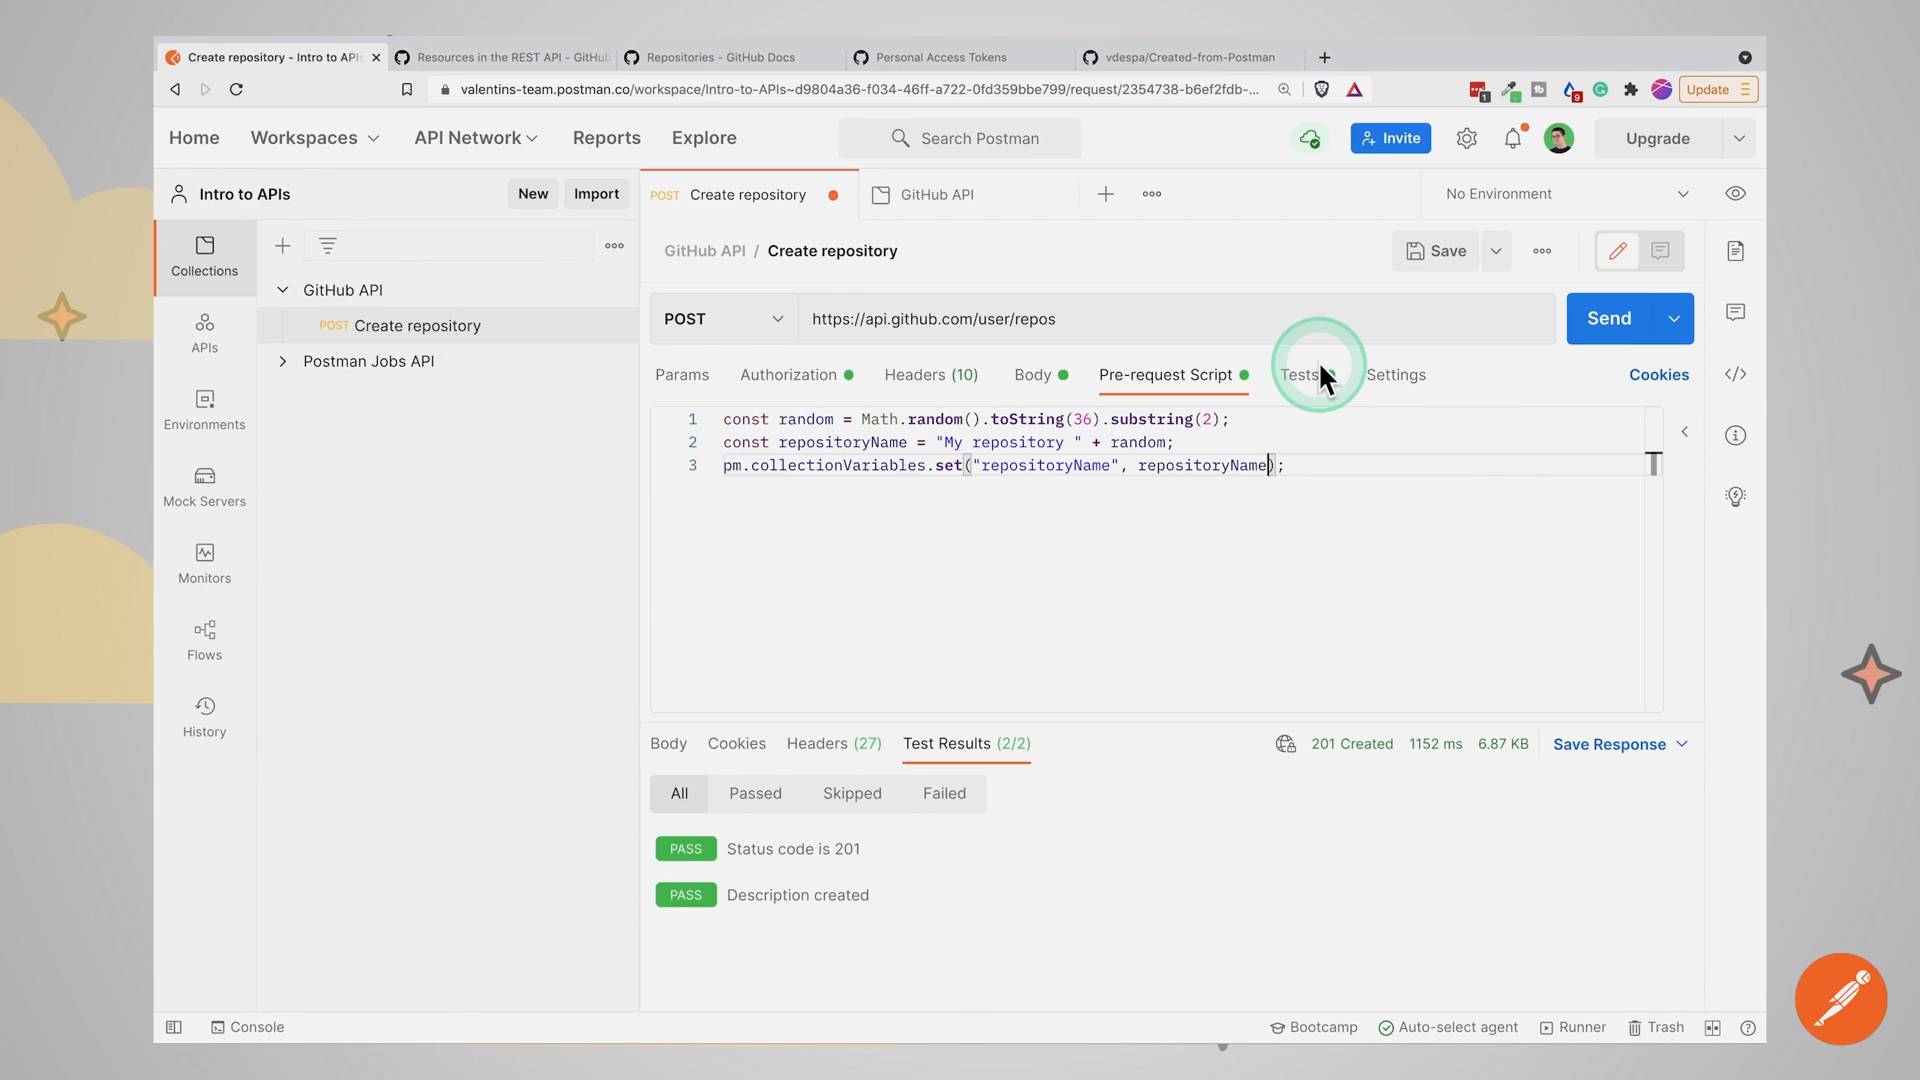 Create repository - Intro to APIs
Resources in the REST API - GitHub
Repositories - GitHub Docs
Personal Access Tokens
vdespa/Created-from-Postman
valentins-team.postman.co/workspace/Intro-to-APIs~d9804a36-f034-46ff-a722-0fd359bbe799/request/2354738-b6ef2fdb-...
1
9
Update
Home
Workspaces
API Network
Reports
Explore
Search Postman
Invite
Upgrade
Intro to APIs
New
Import
POST Create repository
GitHub API
No Environment
Collections
APIs
Environments
Mock Servers
Monitors
Flows
History
GitHub API
POST Create repository
Postman Jobs API
GitHub API / Create repository
Save
POST
https://api.github.com/user/repos
Send
Params
Authorization
Headers (10)
Body
Pre-request Script
Tests
Settings
Cookies
1 const random = Math.random().toString(36).substring(2);
2 const repositoryName = "My repository " + random;
3 pm.collectionVariables.set("repositoryName", repositoryName);
Body
Cookies
Headers (27)
Test Results (2/2)
201 Created
1152 ms
6.87 KB
Save Response
All
Passed
Skipped
Failed
PASS Status code is 201
PASS Description created
Console
Bootcamp
Auto-select agent
Runner
Trash